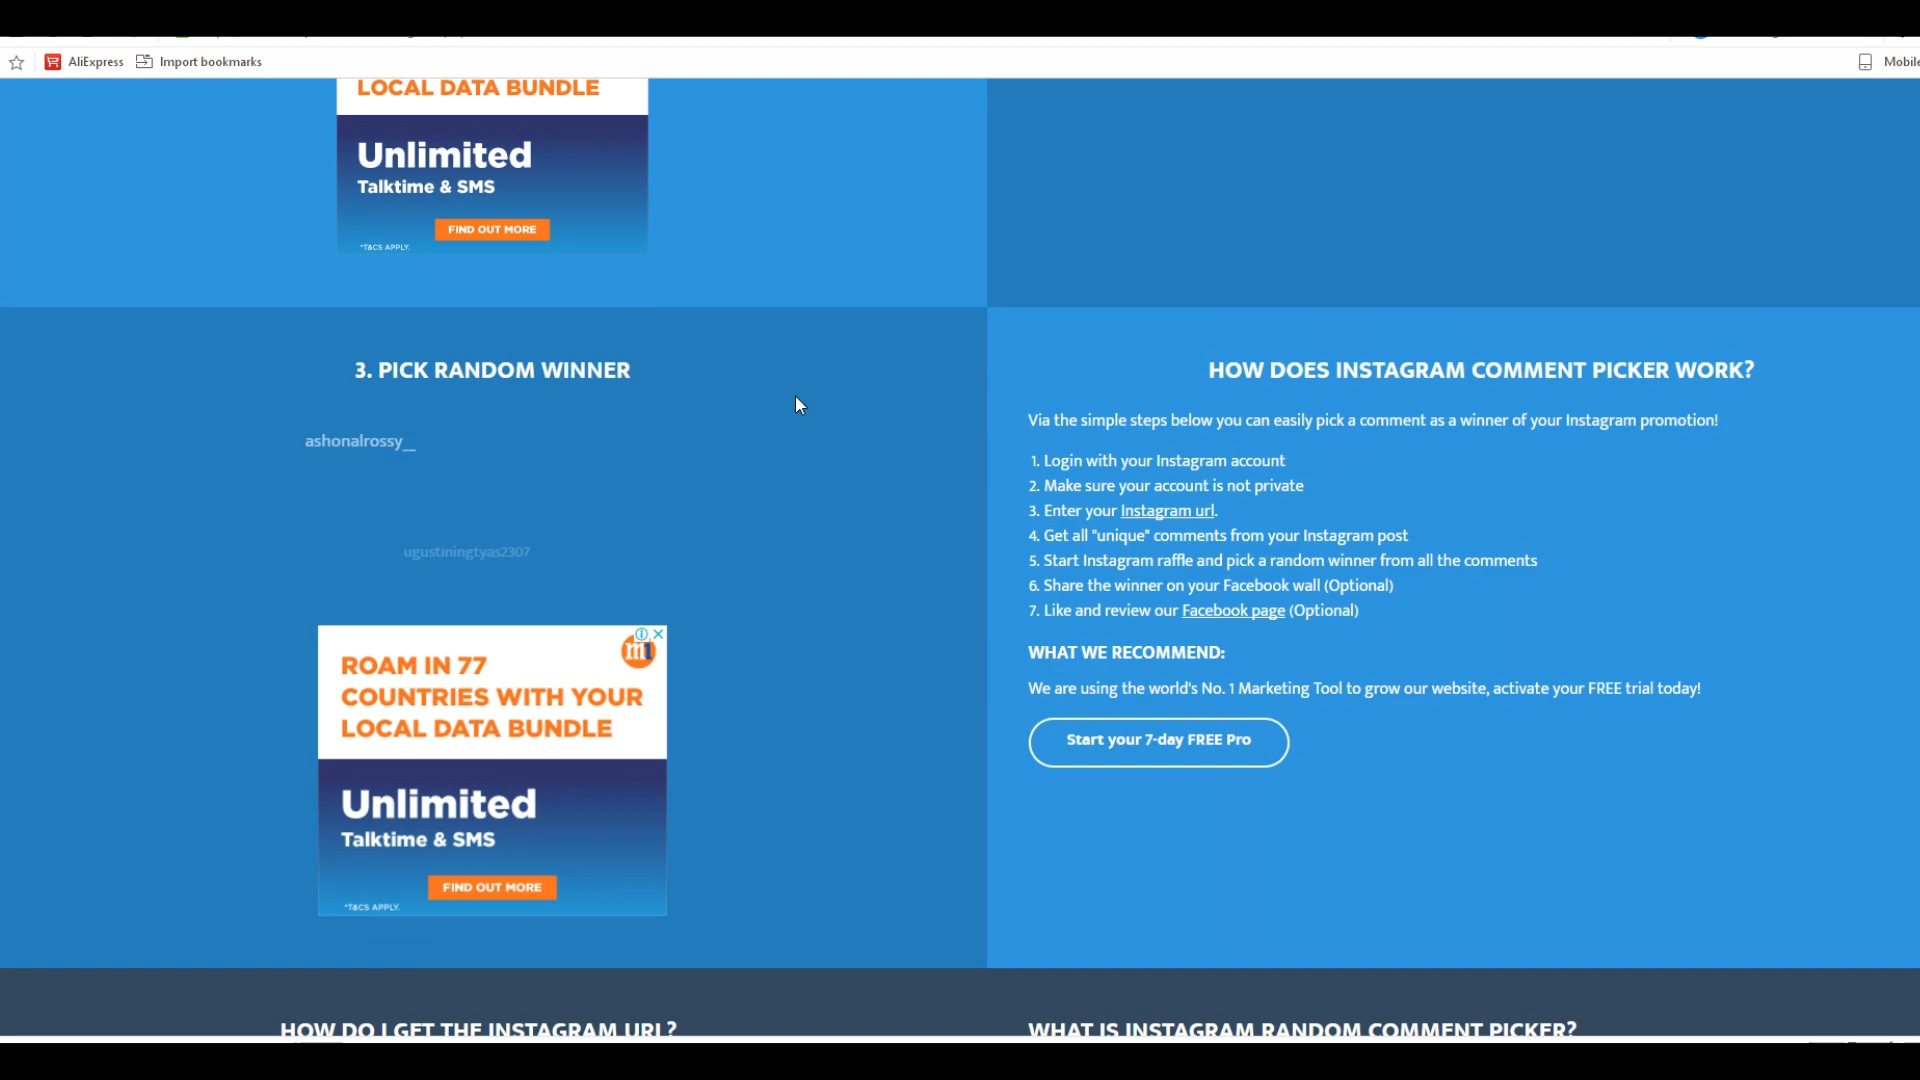 AliExpress
Import bookmarks
Mobile
LOCAL DATA BUNDLE
Unlimited
Talktime & SMS
FIND OUT MORE
*T&CS APPLY.
3. PICK RANDOM WINNER
ashonalrossy__
ugustiningtyas2307
m1
ROAM IN 77
COUNTRIES WITH YOUR
LOCAL DATA BUNDLE
Unlimited
Talktime & SMS
FIND OUT MORE
*T&CS APPLY.
HOW DOES INSTAGRAM COMMENT PICKER WORK?
Via the simple steps below you can easily pick a comment as a winner of your Instagram promotion!
1. Login with your Instagram account
2. Make sure your account is not private
3. Enter your Instagram url.
4. Get all "unique" comments from your Instagram post
5. Start Instagram raffle and pick a random winner from all the comments
6. Share the winner on your Facebook wall (Optional)
7. Like and review our Facebook page (Optional)
WHAT WE RECOMMEND:
We are using the world's No. 1 Marketing Tool to grow our website, activate your FREE trial today!
Start your 7-day FREE Pro
HOW DO I GET THE INSTAGRAM URL?
WHAT IS INSTAGRAM RANDOM COMMENT PICKER?